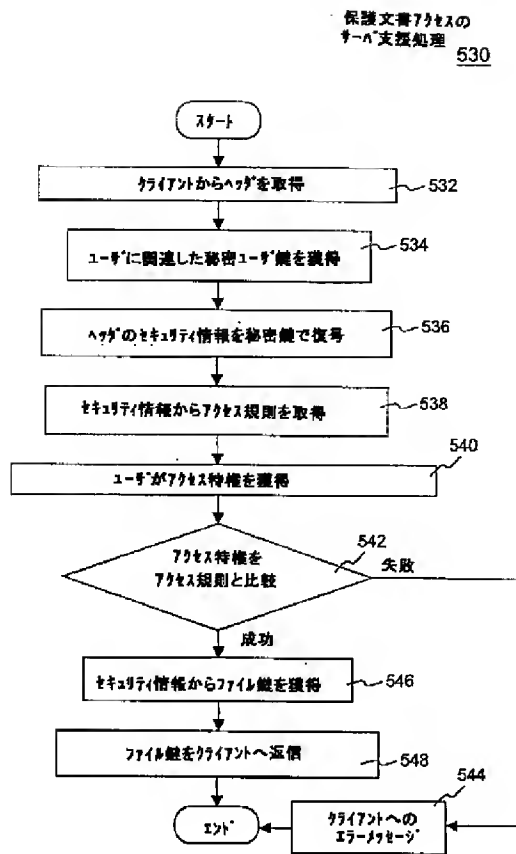 保護文書アクセスの
サーバ支援処理
530
スタート
クライアントからヘッダを取得
532
ユーザに関連した秘密ユーザ鍵を獲得
534
ヘッダのセキュリティ情報を秘密鍵で復号
536
セキュリティ情報からアクセス規則を取得
538
ユーザがアクセス特権を獲得
540
アクセス特権を
アクセス規則と比較
542
失敗
成功
セキュリティ情報からファイル鍵を獲得
546
ファイル鍵をクライアントへ返信
548
エンド
クライアントへの
エラーメッセージ
544